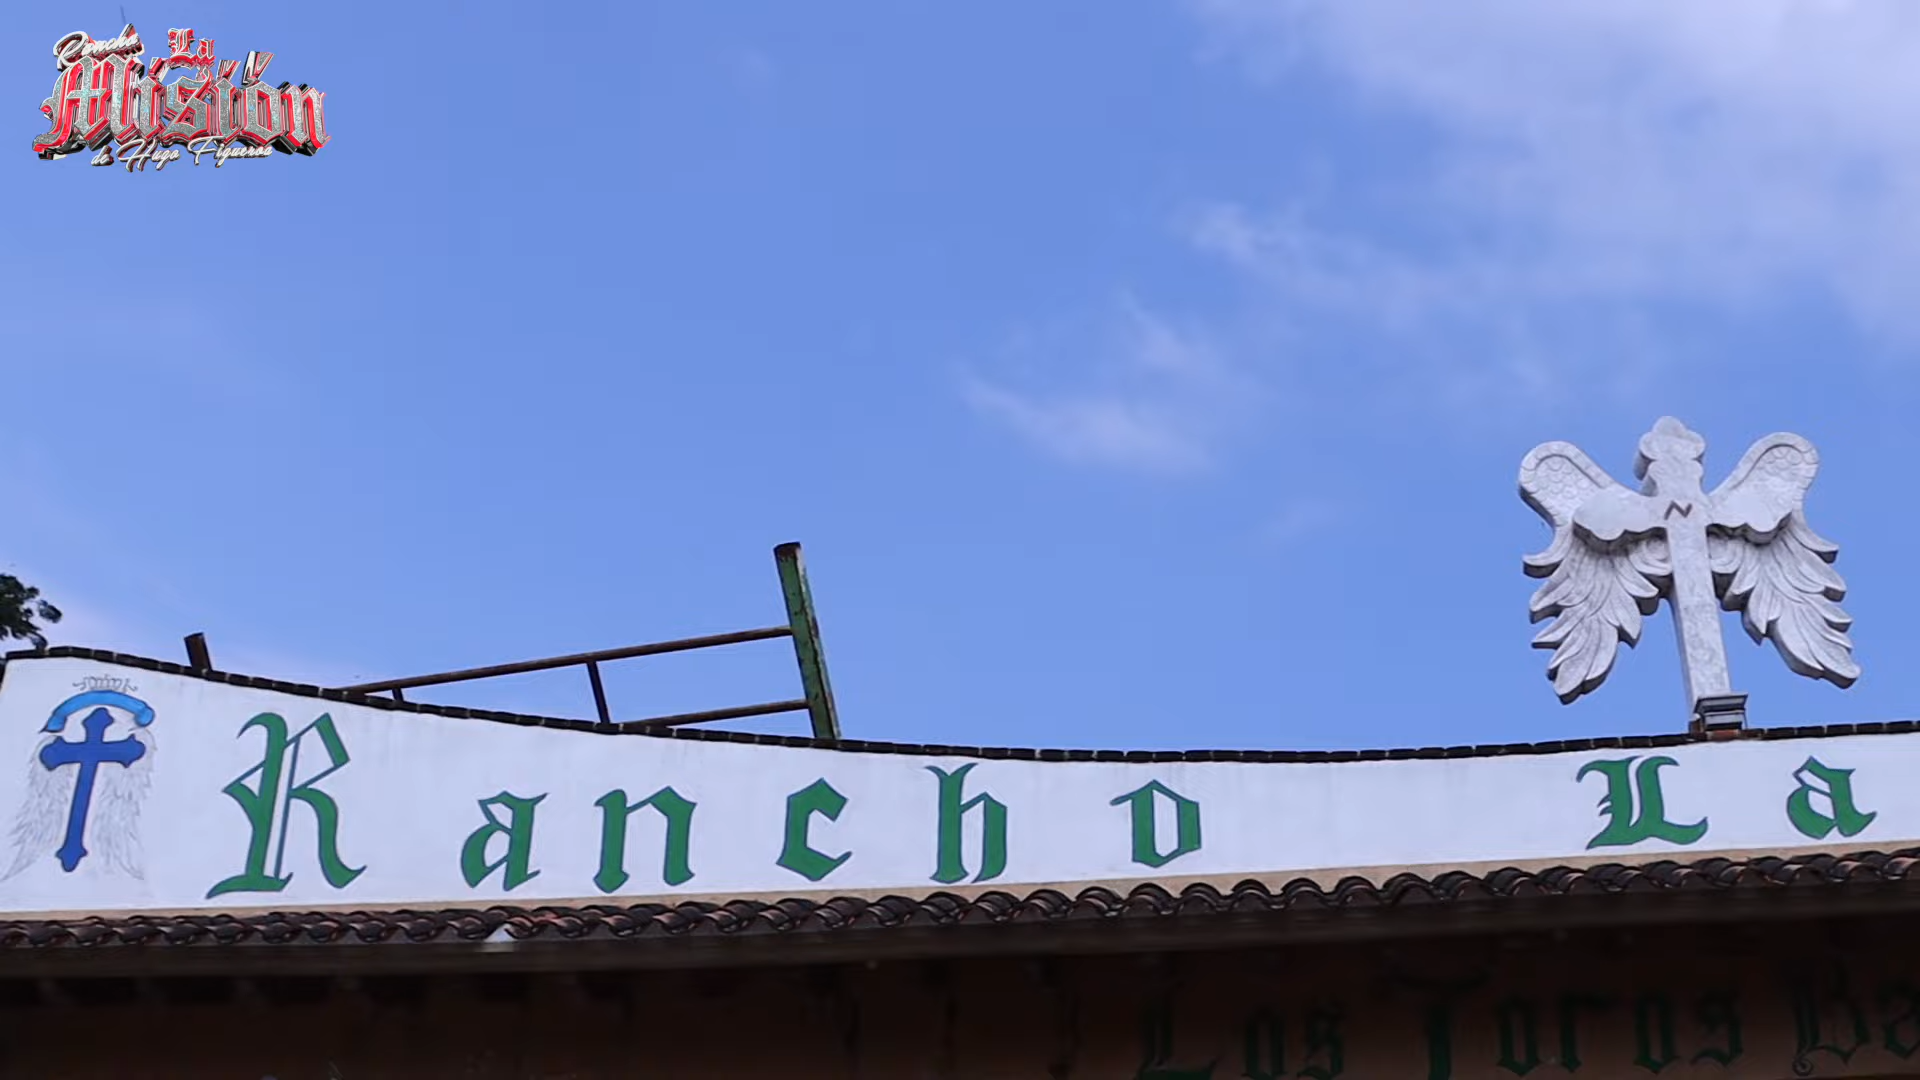 Rancho La
Misión
de Hugo Figueroa
N
Rancho La
Los Toros